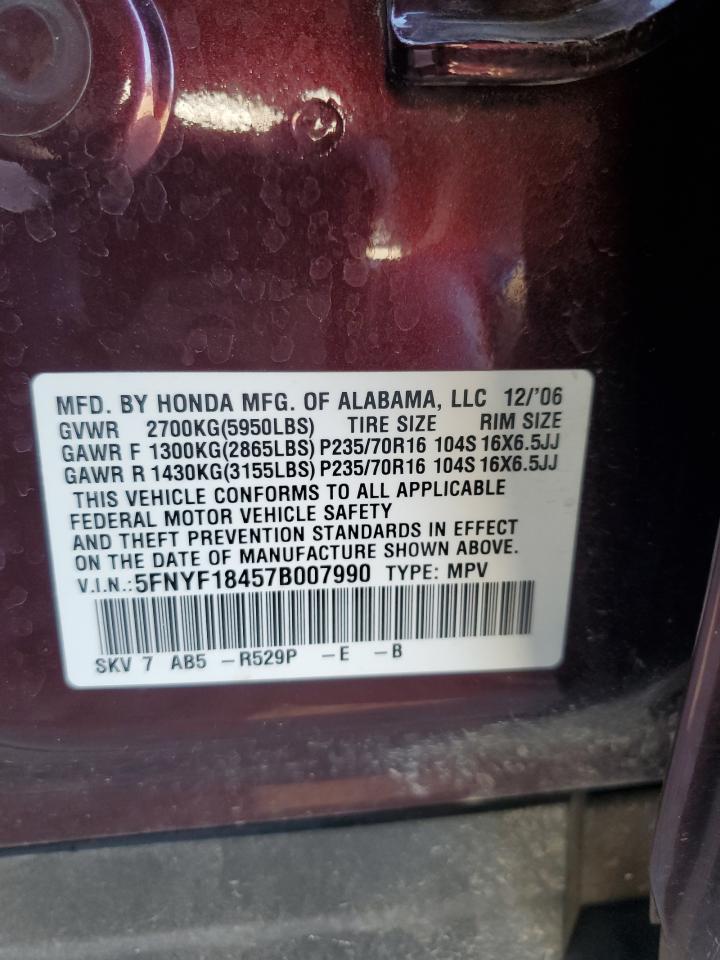 MFD. BY HONDA MFG. OF ALABAMA, LLC 12/'06
GVWR 2700KG(5950LBS) TIRE SIZE RIM SIZE
GAWR F 1300KG(2865LBS) P235/70R16 104S 16X6.5JJ
GAWR R 1430KG(3155LBS) P235/70R16 104S 16X6.5JJ
THIS VEHICLE CONFORMS TO ALL APPLICABLE
FEDERAL MOTOR VEHICLE SAFETY
AND THEFT PREVENTION STANDARDS IN EFFECT
ON THE DATE OF MANUFACTURE SHOWN ABOVE.
V.I.N.: 5FNYF18457B007990 TYPE: MPV
SKV 7 AB5 -R529P -E -B